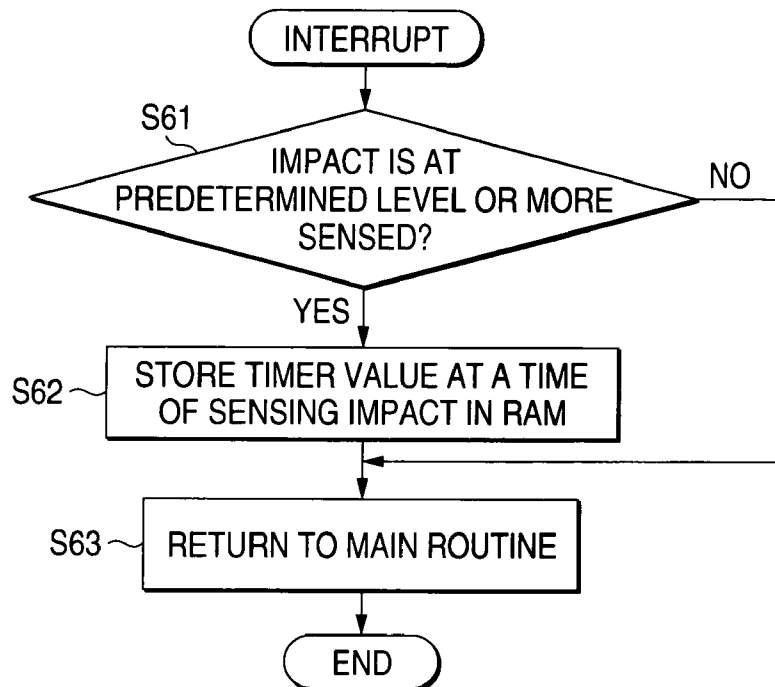 INTERRUPT
S61
IMPACT IS AT
PREDETERMINED LEVEL OR MORE
SENSED?
NO
YES
S62
STORE TIMER VALUE AT A TIME
OF SENSING IMPACT IN RAM
S63
RETURN TO MAIN ROUTINE
END